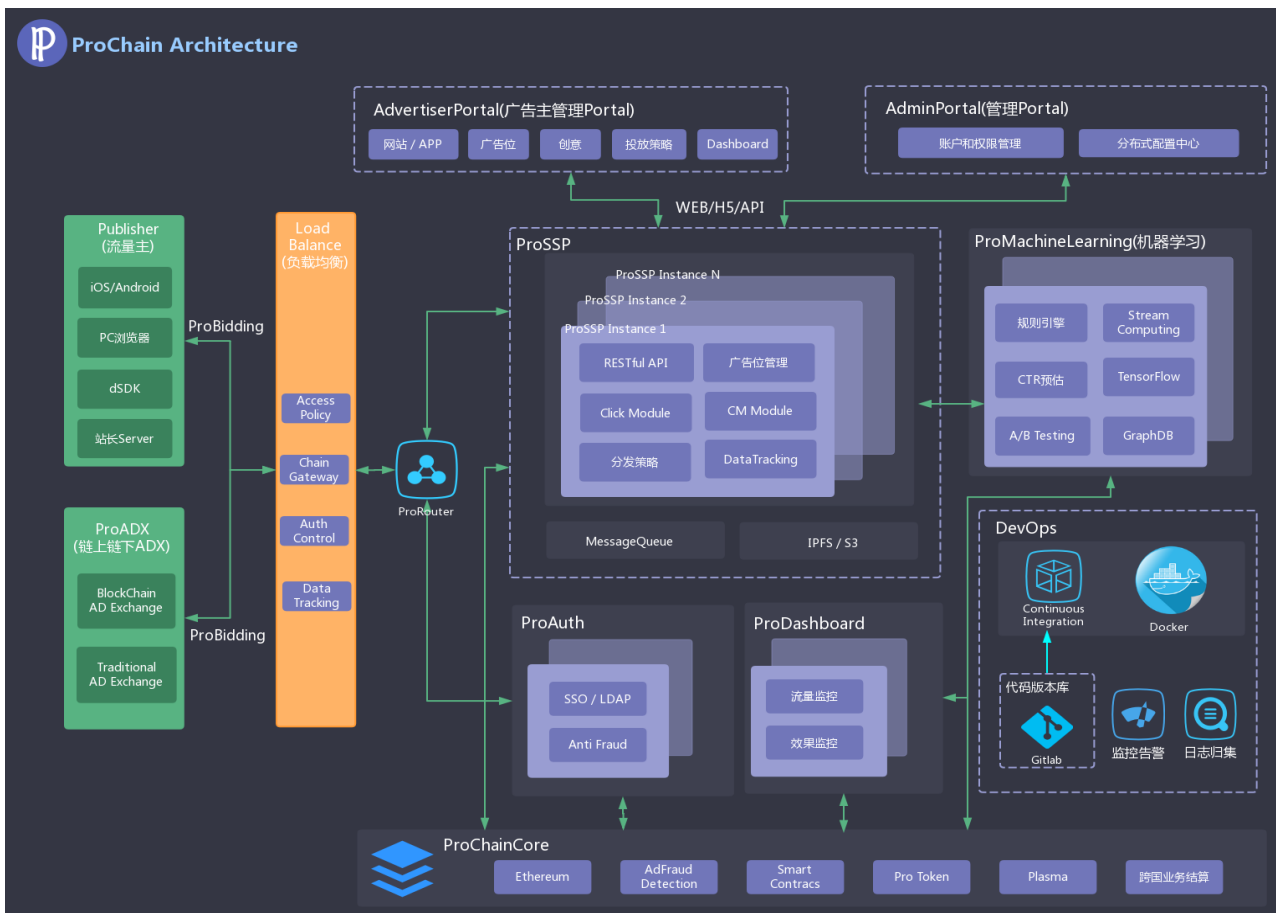 ProChain Architecture
AdvertiserPortal(广告主管理Portal)
网站 / APP
广告位
创意
投放策略
Dashboard
AdminPortal(管理Portal)
账户和权限管理
分布式配置中心
WEB/H5/API
Publisher
(流量主)
iOS/Android
PC浏览器
dSDK
站长Server
ProBidding
ProADX
(链上链下ADX)
BlockChain
AD Exchange
Traditional
AD Exchange
ProBidding
Load
Balance
(负载均衡)
Access
Policy
Chain
Gateway
Auth
Control
Data
Tracking
ProRouter
ProSSP
ProSSP Instance N
ProSSP Instance 2
ProSSP Instance 1
RESTful API
广告位管理
Click Module
CM Module
分发策略
DataTracking
MessageQueue
IPFS / S3
ProMachineLearning(机器学习)
规则引擎
Stream
Computing
CTR预估
TensorFlow
A/B Testing
GraphDB
ProAuth
SSO / LDAP
Anti Fraud
ProDashboard
流量监控
效果监控
DevOps
Continuous
Integration
Docker
代码版本库
Gitlab
监控告警
日志归集
ProChainCore
Ethereum
AdFraud
Detection
Smart
Contracs
Pro Token
Plasma
跨国业务结算